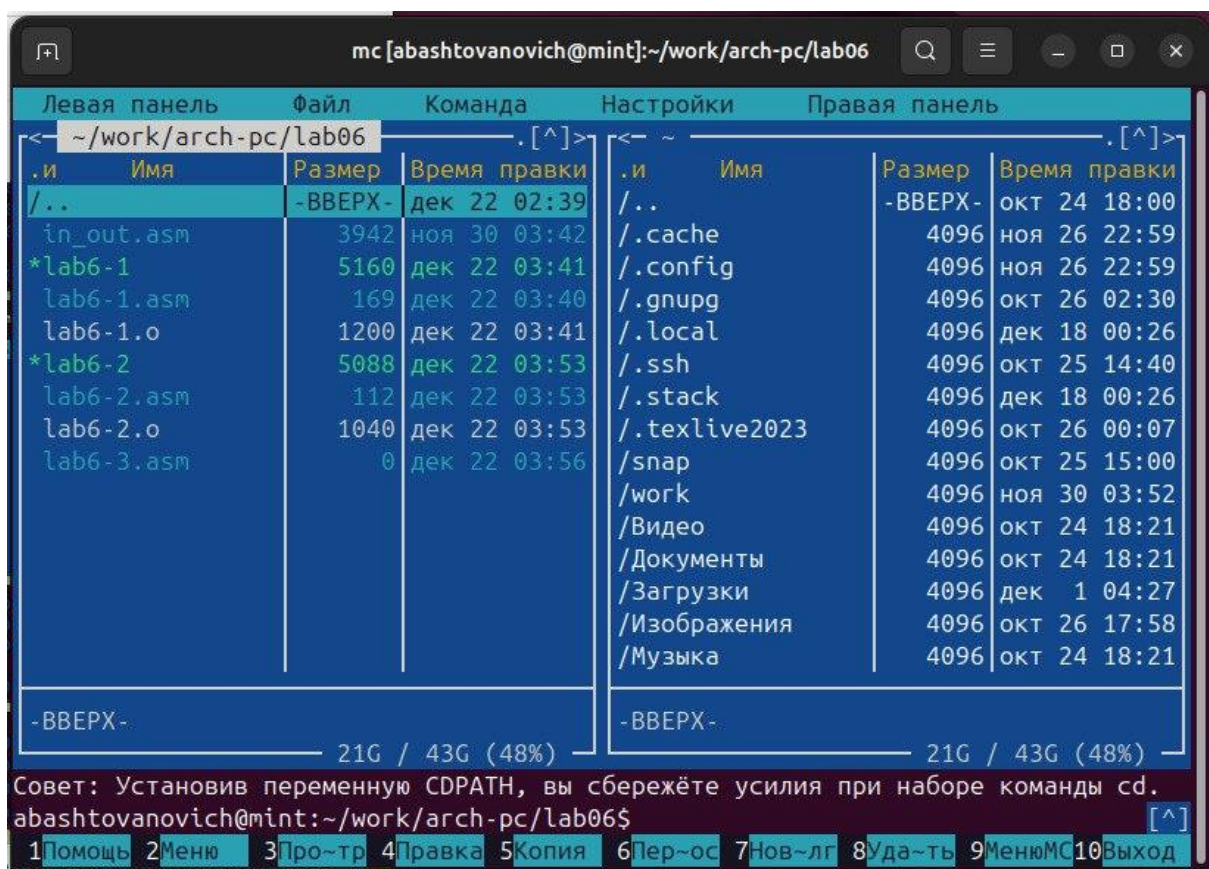 mc [abashtovanovich@mint]:~/work/arch-pc/lab06
Левая панель Файл Команда Настройки Правая панель
<— ~/work/arch-pc/lab06 —.[^]> <— ~ —.[^]>
.и Имя Размер Время правки .и Имя Размер Время правки
/.. -ВВЕРХ- дек 22 02:39 /.. -ВВЕРХ- окт 24 18:00
in_out.asm 3942 ноя 30 03:42 /.cache 4096 ноя 26 22:59
*lab6-1 5160 дек 22 03:41 /.config 4096 ноя 26 22:59
lab6-1.asm 169 дек 22 03:40 /.gnupg 4096 окт 26 02:30
lab6-1.o 1200 дек 22 03:41 /.local 4096 дек 18 00:26
*lab6-2 5088 дек 22 03:53 /.ssh 4096 окт 25 14:40
lab6-2.asm 112 дек 22 03:53 /.stack 4096 дек 18 00:26
lab6-2.o 1040 дек 22 03:53 /.texlive2023 4096 окт 26 00:07
lab6-3.asm 0 дек 22 03:56 /snap 4096 окт 25 15:00
/work 4096 ноя 30 03:52
/Видео 4096 окт 24 18:21
/Документы 4096 окт 24 18:21
/Загрузки 4096 дек 1 04:27
/Изображения 4096 окт 26 17:58
/Музыка 4096 окт 24 18:21
-ВВЕРХ- -ВВЕРХ-
21G / 43G (48%) 21G / 43G (48%)
Совет: Установив переменную CDPATH, вы сбережёте усилия при наборе команды cd.
abashtovanovich@mint:~/work/arch-pc/lab06$ [^]
1Помощь 2Меню 3Про~тр 4Правка 5Копия 6Пер~ос 7Нов~лг 8Уда~ть 9МенюMC 10Выход